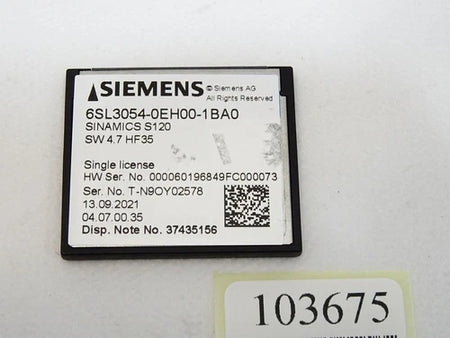 SIEMENS © Siemens AG
All Rights Reserved
6SL3054-0EH00-1BA0
SINAMICS S120
SW 4.7 HF35
Single license
HW Ser. No. 000060196849FC000073
Ser. No. T-N9OY02578
13.09.2021
04.07.00.35
Disp. Note No. 37435156
103675